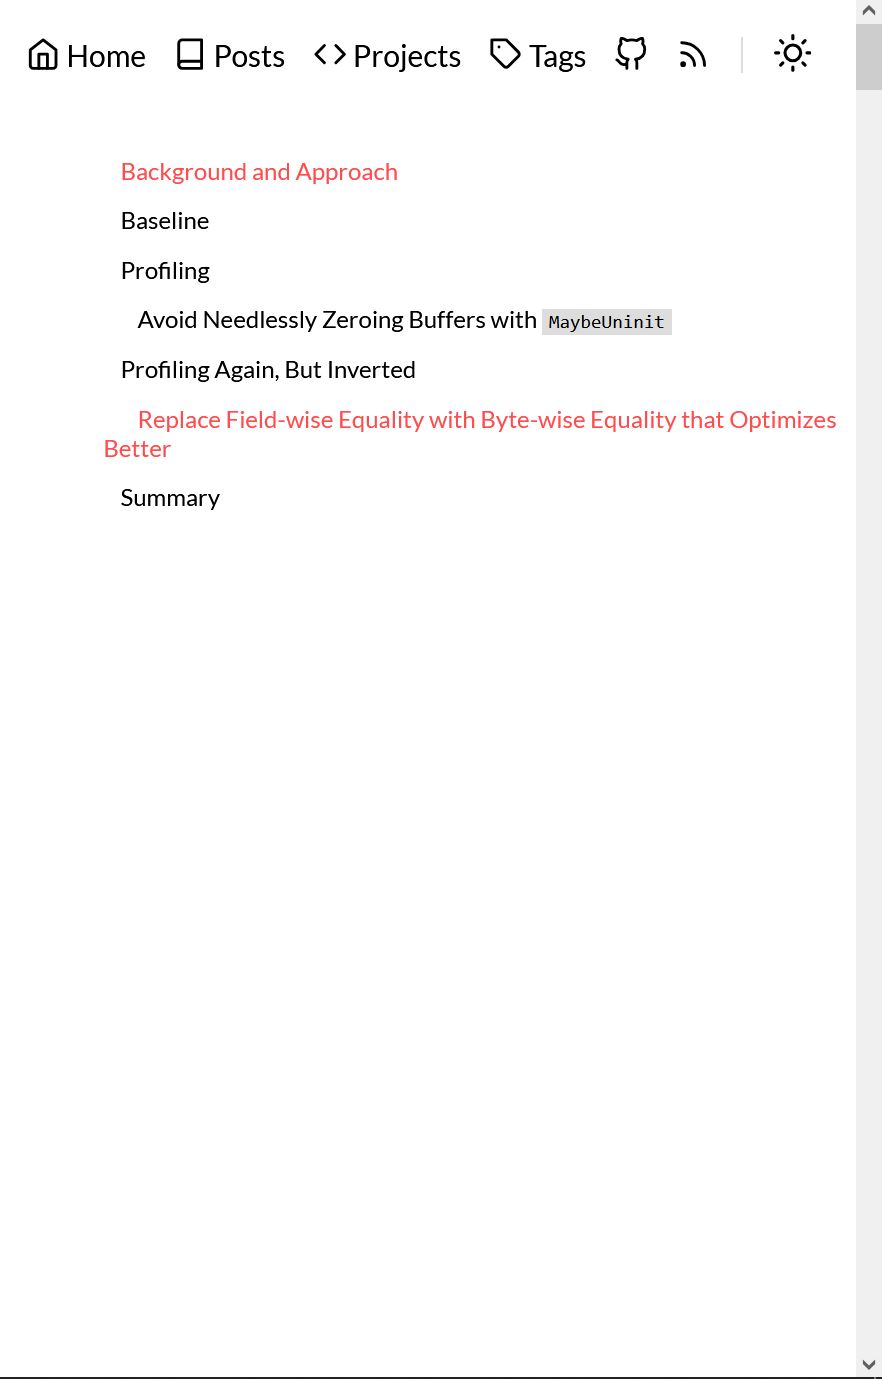 Home Posts Projects Tags
Background and Approach
Baseline
Profiling
Avoid Needlessly Zeroing Buffers with MaybeUninit
Profiling Again, But Inverted
Replace Field-wise Equality with Byte-wise Equality that Optimizes
Better
Summary